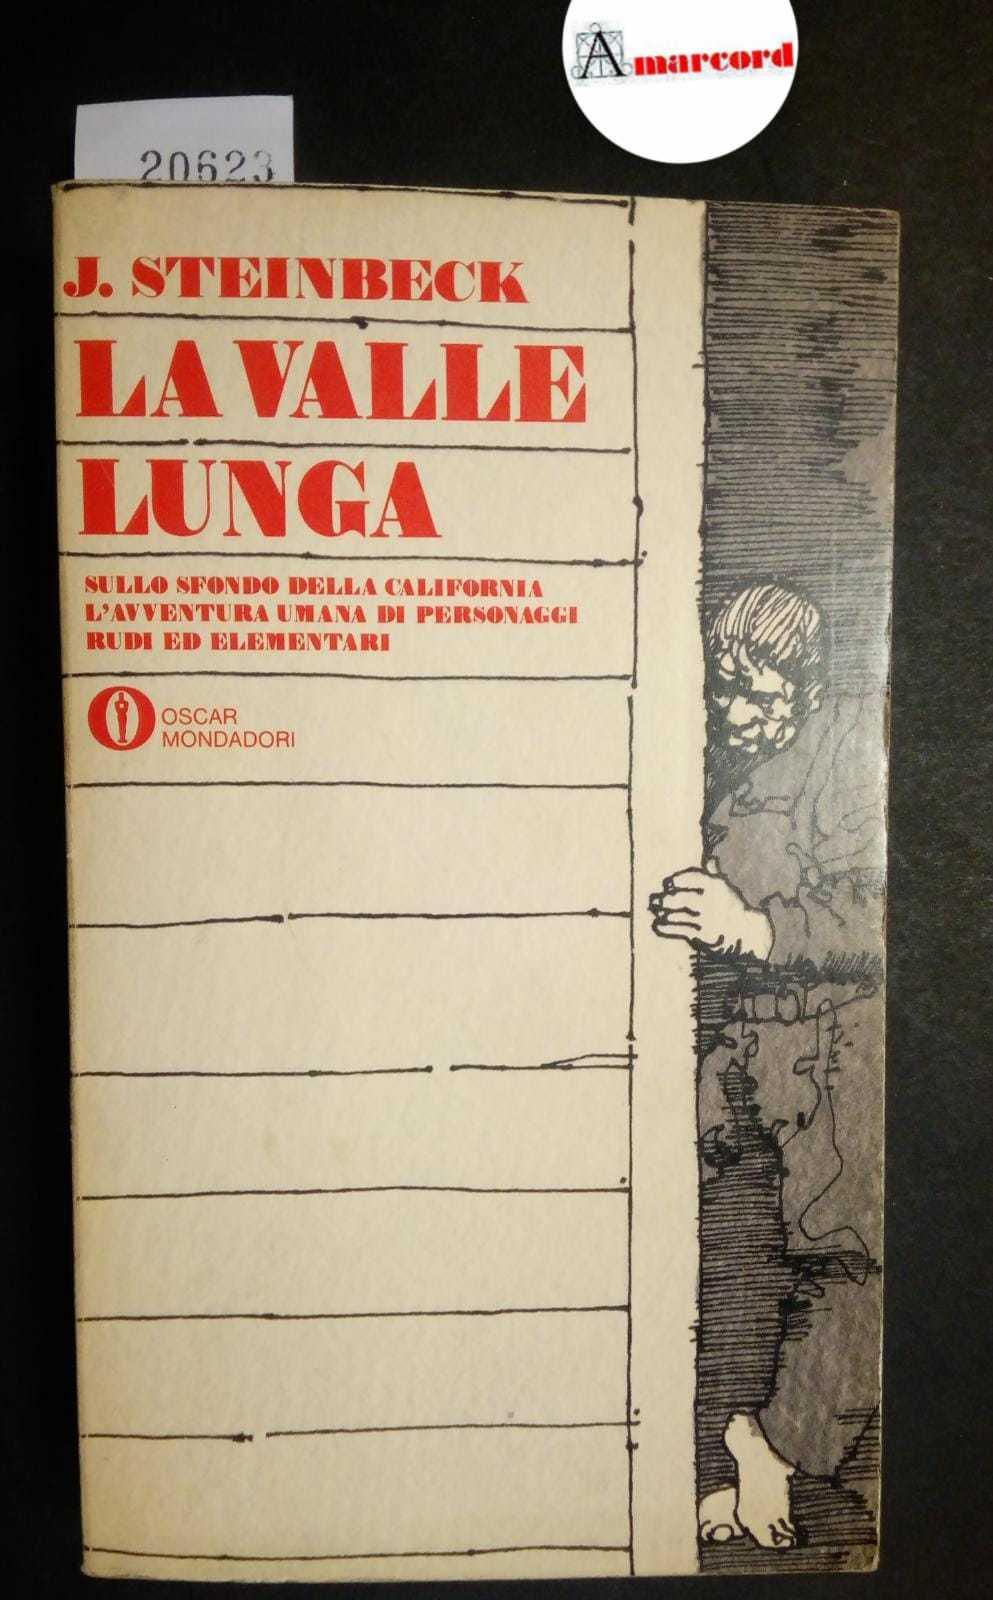 Amarcord
20623
J. STEINBECK
LA VALLE
LUNGA
SULLO SFONDO DELLA CALIFORNIA
L'AVVENTURA UMANA DI PERSONAGGI
RUDI ED ELEMENTARI
OSCAR
MONDADORI